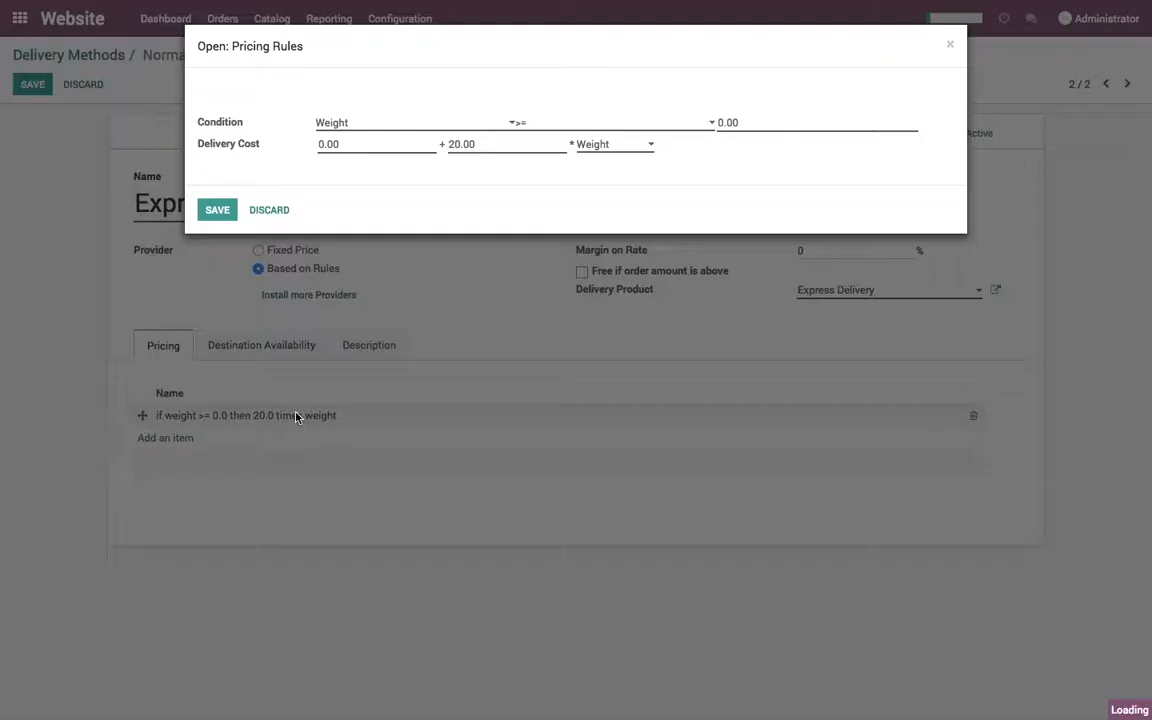 Website Dashboard Orders Catalog Reporting Configuration Administrator
Delivery Methods / Norma
SAVE DISCARD 2 / 2
Open: Pricing Rules ×
Condition Weight >= 0.00
Delivery Cost 0.00 + 20.00 * Weight
SAVE DISCARD
Active
Name
Expr
Provider Fixed Price
Based on Rules
Install more Providers
Margin on Rate 0 %
Free if order amount is above
Delivery Product Express Delivery
Pricing Destination Availability Description
Name
if weight >= 0.0 then 20.0 times weight
Add an item
Loading